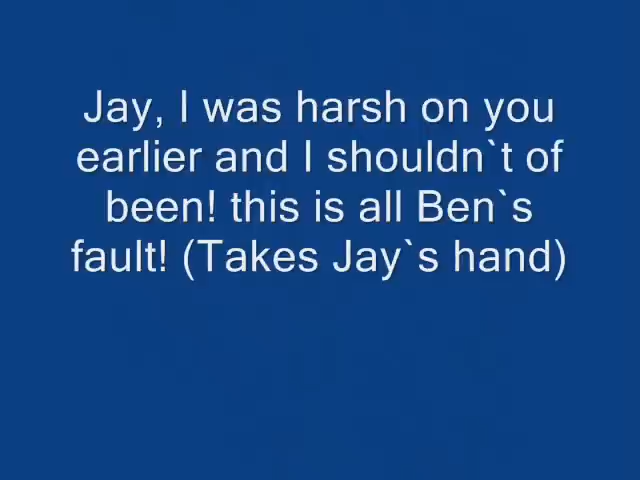 Jay, I was harsh on you
earlier and I shouldn`t of
been! this is all Ben`s
fault! (Takes Jay`s hand)